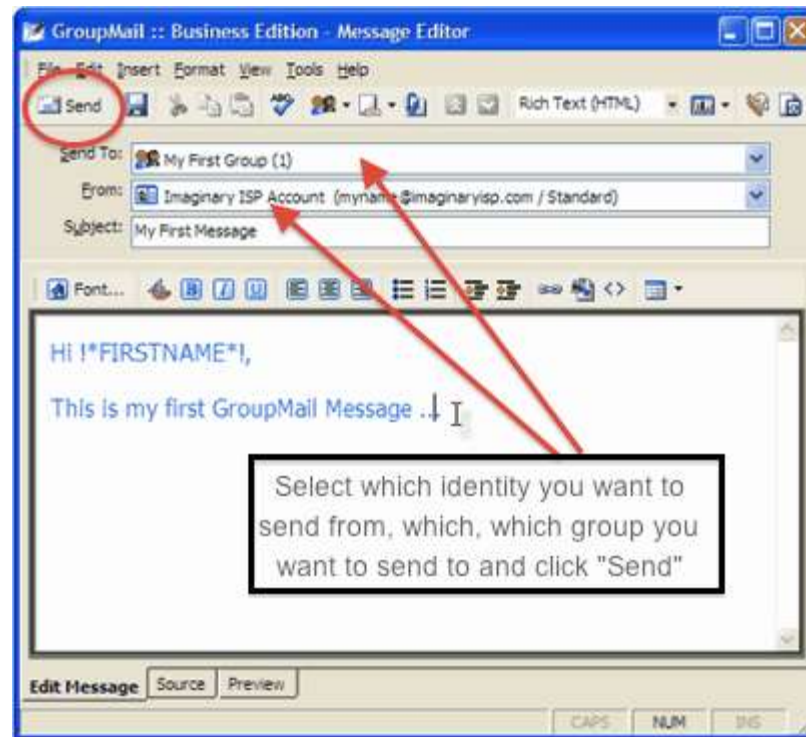 GroupMail :: Business Edition - Message Editor
File Edit Insert Format View Tools Help
Send ABC Rich Text (HTML)
Send To: My First Group (1)
From: Imaginary ISP Account (myname@imaginaryisp.com / Standard)
Subject: My First Message
Font... B I U
Hi !*FIRSTNAME*!,
This is my first GroupMail Message ..
Select which identity you want to
send from, which, which group you
want to send to and click "Send"
Edit Message Source Preview
CAPS NUM INS